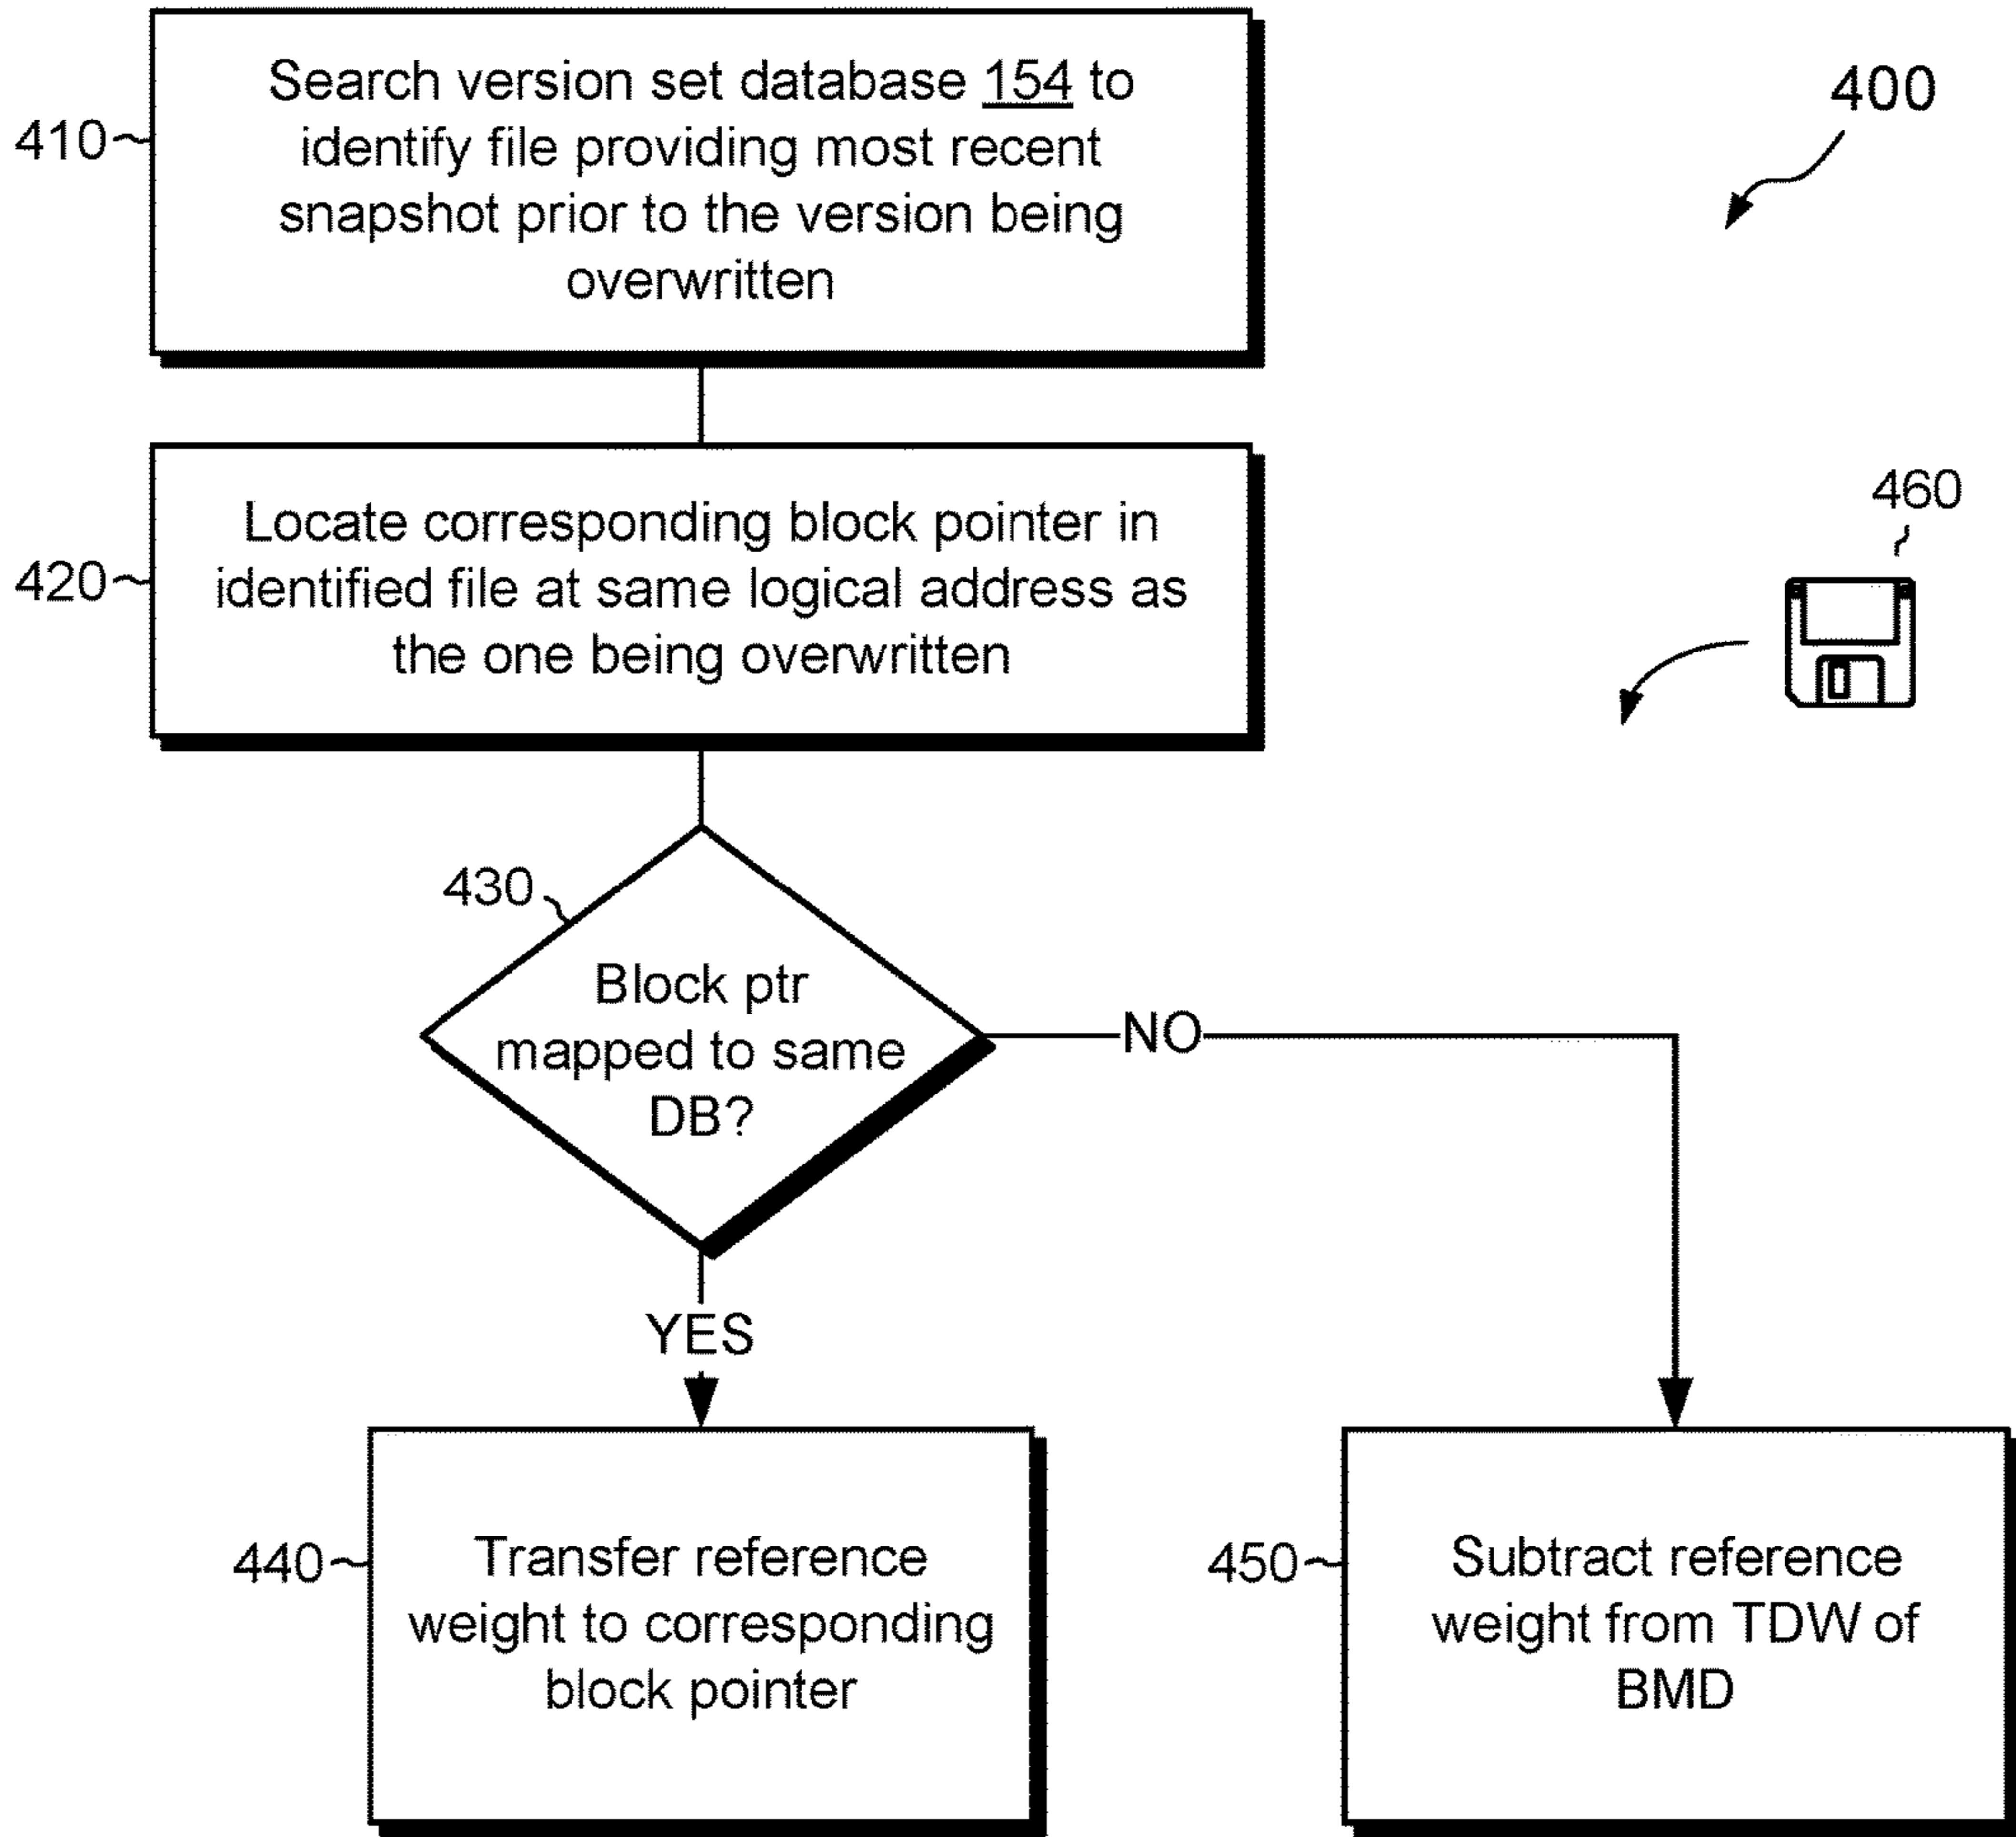 Search version set database 154 to
identify file providing most recent
snapshot prior to the version being
overwritten
410
400
Locate corresponding block pointer in
identified file at same logical address as
the one being overwritten
420
460
430
Block ptr
mapped to same
DB?
NO
YES
440
Transfer reference
weight to corresponding
block pointer
450
Subtract reference
weight from TDW of
BMD